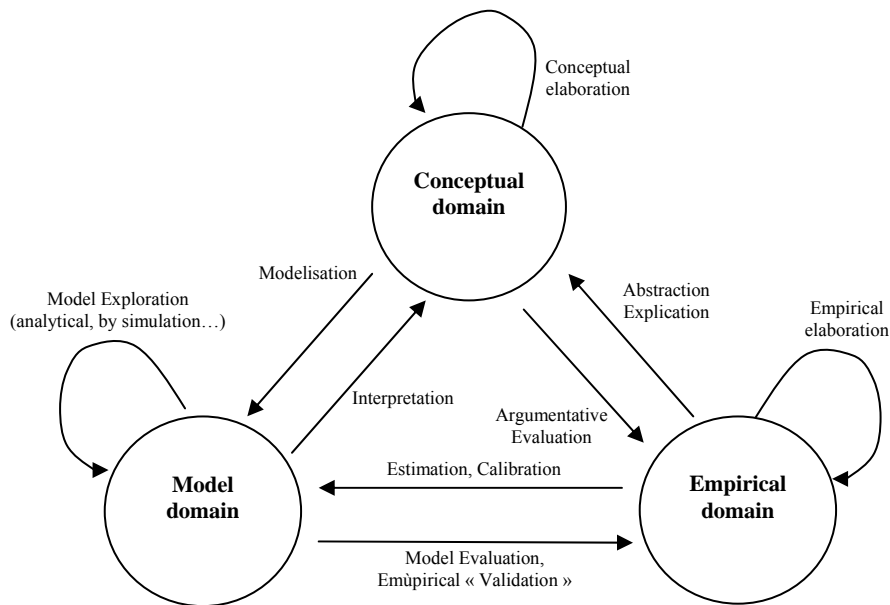 Conceptual
elaboration
Conceptual
domain
Modelisation
Abstraction
Explication
Model Exploration
(analytical, by simulation…)
Empirical
elaboration
Interpretation
Argumentative
Evaluation
Estimation, Calibration
Model
domain
Empirical
domain
Model Evaluation,
Emùpirical « Validation »